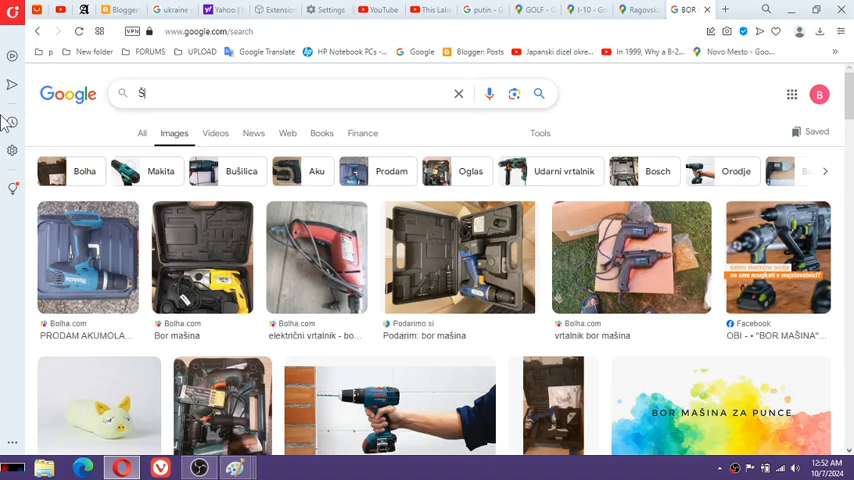 Blogger:
ukraine
Yahoo
Extension
Settings
YouTube
This Lake
putin - G
GOLF - G
I-10 - Go
Ragovsk
BOR
VPN
www.google.com/search
p
New folder
FORUMS
UPLOAD
Google Translate
HP Notebook PCs -...
Google
Blogger: Posts
Japanski dizel okre...
In 1999, Why a B-2...
Novo Mesto - Goo...
Google
Š
B
All
Images
Videos
News
Web
Books
Finance
Tools
Saved
Bolha
Makita
Bušilica
Aku
Prodam
Oglas
Udarni vrtalnik
Bosch
Orodje
Bolha.com
PRODAM AKUMOLA...
Bolha.com
Bor mašina
Bolha.com
električni vrtalnik - bo...
Podarimo.si
Podarim: bor mašina
Bolha.com
vrtalnik bor mašina
Facebook
OBI - • "BOR MAŠINA"...
BOR MAŠINA ZA PUNCE
12:52 AM
10/7/2024